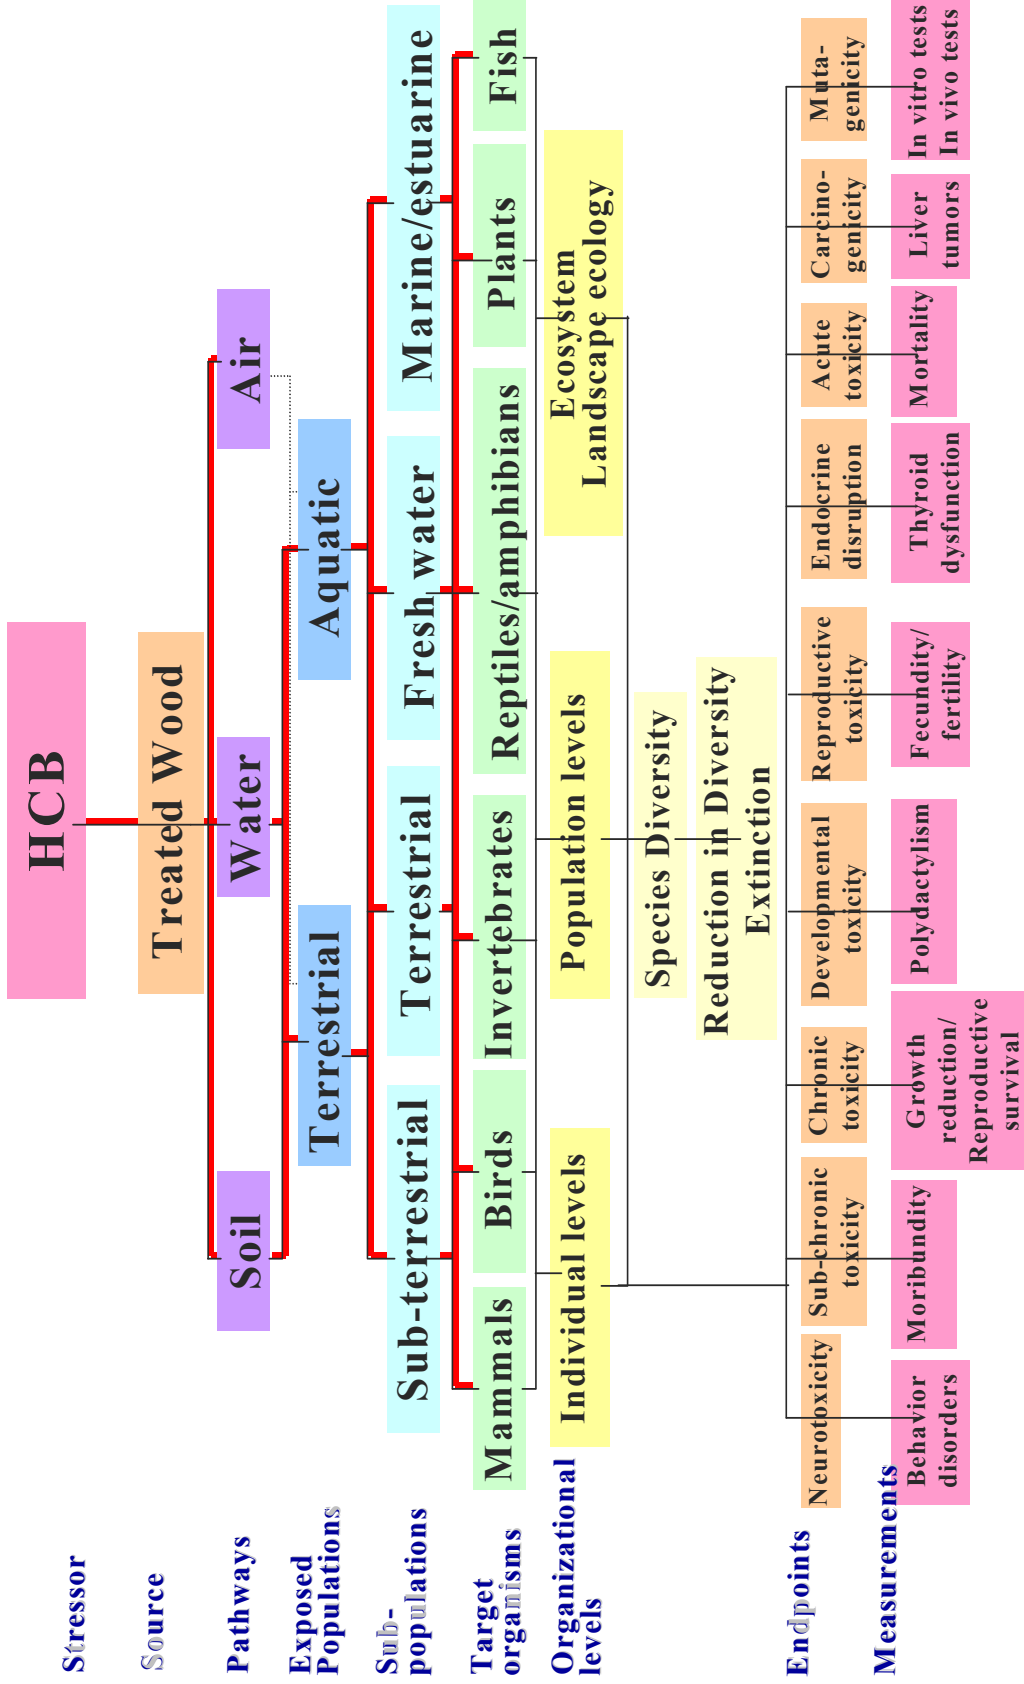 Stressor
HCB
Source
Treated Wood
Pathways
Soil
Water
Air
Exposed
Populations
Terrestrial
Aquatic
Sub-
populations
Sub-terrestrial
Terrestrial
Fresh water
Marine/estuarine
Target
organisms
Mammals
Birds
Invertebrates
Reptiles/amphibians
Plants
Fish
Organizational
levels
Individual levels
Population levels
Ecosystem
Landscape ecology
Species Diversity
Reduction in Diversity
Extinction
Endpoints
Neurotoxicity
Sub-chronic
toxicity
Chronic
toxicity
Developmental
toxicity
Reproductive
toxicity
Endocrine
disruption
Acute
toxicity
Carcino-
genicity
Muta-
genicity
Measurements
Behavior
disorders
Moribundity
Growth
reduction/
Reproductive
survival
Polydactylism
Fecundity/
fertility
Thyroid
dysfunction
Mortality
Liver
tumors
In vitro tests
In vivo tests